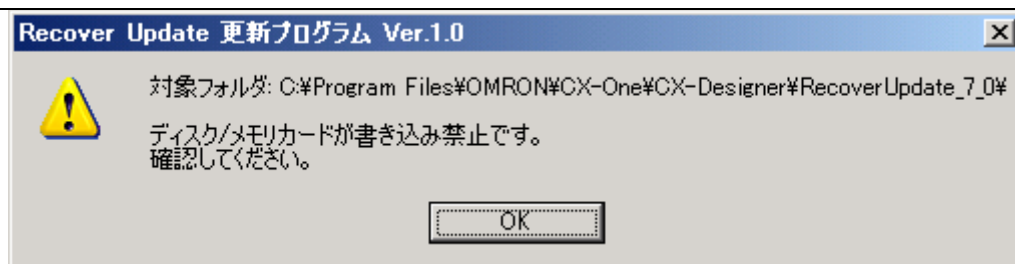 Recover Update 更新プログラム Ver.1.0
対象フォルダ: C:¥Program Files¥OMRON¥CX-One¥CX-Designer¥RecoverUpdate_7_0¥
ディスク/メモリカードが書き込み禁止です。
確認してください。
OK